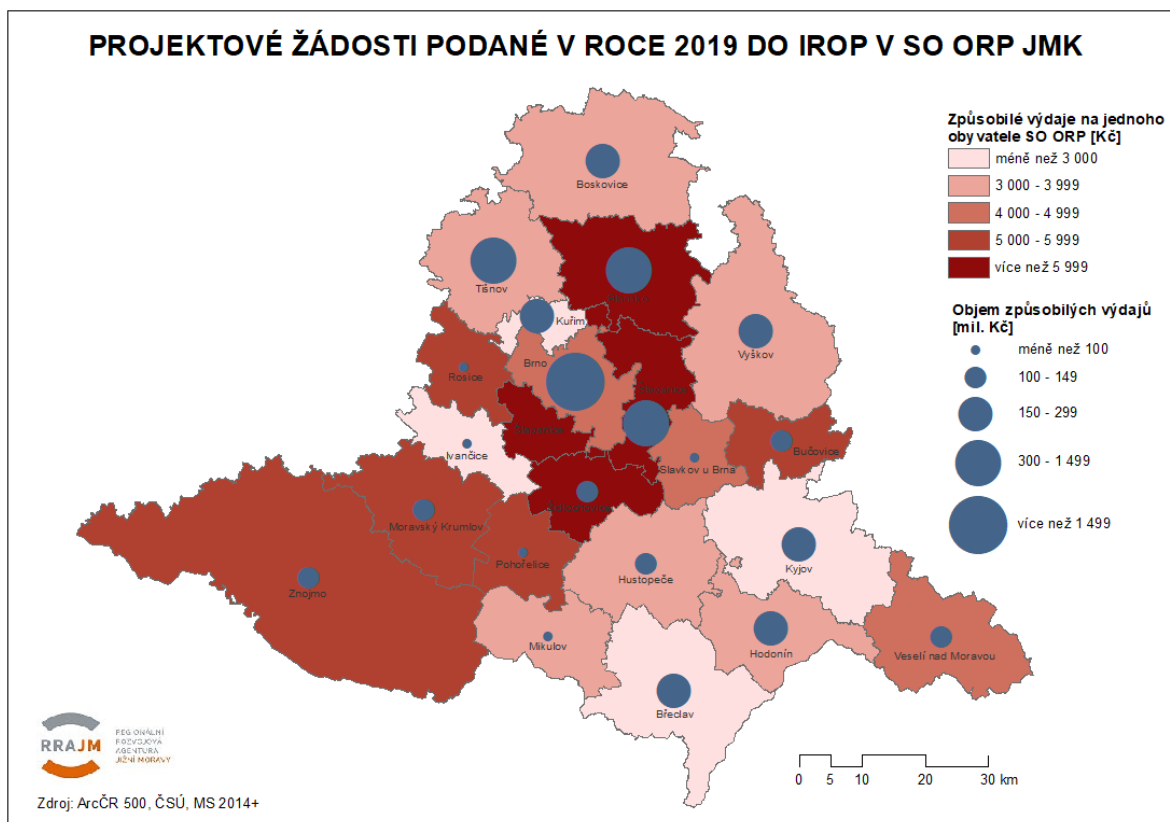 PROJEKTOVÉ ŽÁDOSTI PODANÉ V ROCE 2019 DO IROP V SO ORP JMK
Způsobilé výdaje na jednoho
obyvatele SO ORP [Kč]
méně než 3 000
3 000 - 3 999
4 000 - 4 999
5 000 - 5 999
více než 5 999
Objem způsobilých výdajů
[mil. Kč]
méně než 100
100 - 149
150 - 299
300 - 1 499
více než 1 499
Boskovice
Tišnov
Kuřim
Vyškov
Brno
Rosice
Ivančice
Slavkov u Brna
Bučovice
Moravský Krumlov
Pohořelice
Znojmo
Hustopeče
Kyjov
Mikulov
Hodonín
Veselí nad Moravou
Břeclav
RRAJM
REGIONÁLNÍ
ROZVOJOVÁ
AGENTURA
JIŽNÍ MORAVY
0 5 10 20 30 km
Zdroj: ArcČR 500, ČSÚ, MS 2014+